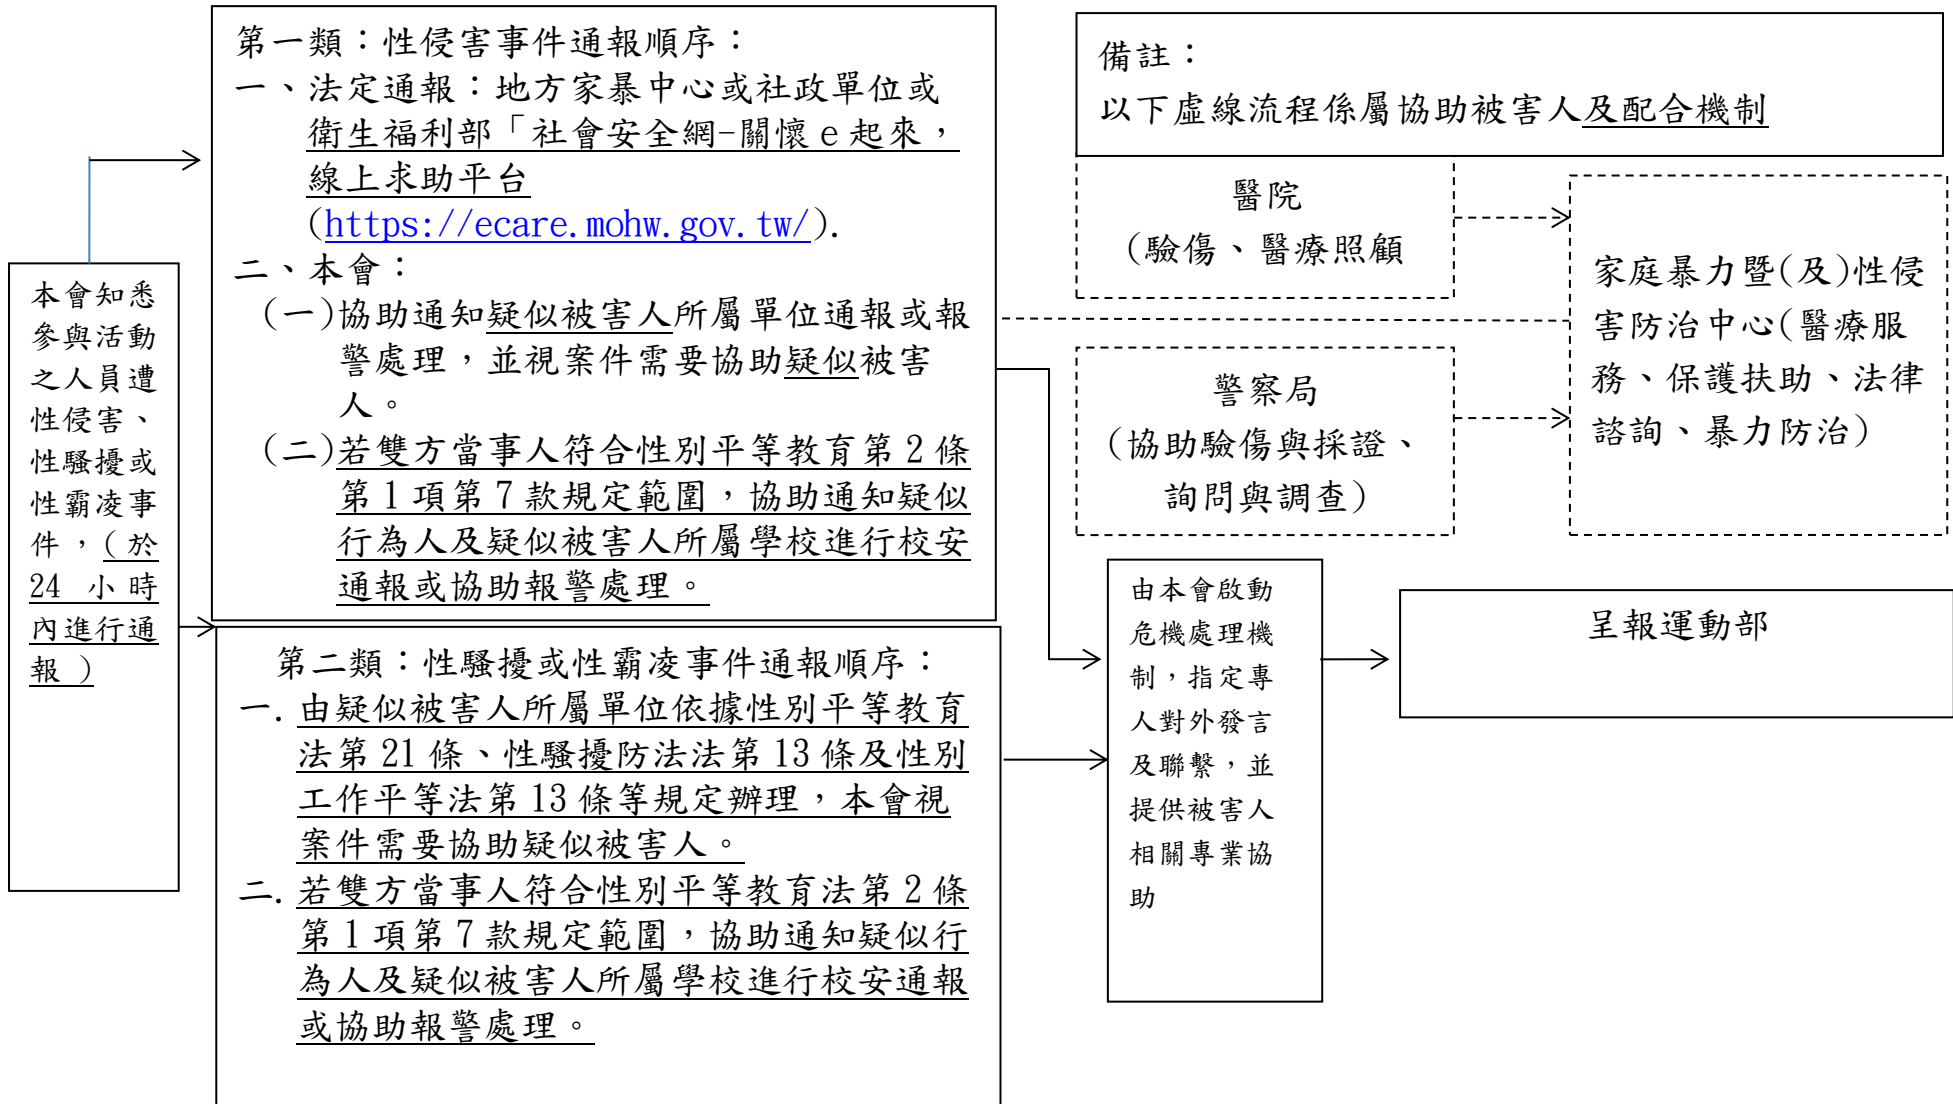 本會知悉
參與活動
之人員遭
性侵害、
性騷擾或
性霸凌事
件，(於
24 小時
內進行通
報 )
第一類：性侵害事件通報順序：
一、法定通報：地方家暴中心或社政單位或
衛生福利部「社會安全網-關懷 e 起來，
線上求助平台
(https://ecare.mohw.gov.tw/).
二、本會：
(一)協助通知疑似被害人所屬單位通報或報
警處理，並視案件需要協助疑似被害
人。
(二)若雙方當事人符合性別平等教育第 2 條
第 1 項第 7 款規定範圍，協助通知疑似
行為人及疑似被害人所屬學校進行校安
通報或協助報警處理。
第二類：性騷擾或性霸凌事件通報順序：
一. 由疑似被害人所屬單位依據性別平等教育
法第 21 條、性騷擾防法法第 13 條及性別
工作平等法第 13 條等規定辦理，本會視
案件需要協助疑似被害人。
二. 若雙方當事人符合性別平等教育法第 2 條
第 1 項第 7 款規定範圍，協助通知疑似行
為人及疑似被害人所屬學校進行校安通報
或協助報警處理。
備註：
以下虛線流程係屬協助被害人及配合機制
醫院
(驗傷、醫療照顧
警察局
(協助驗傷與採證、
詢問與調查)
家庭暴力暨(及)性侵
害防治中心(醫療服
務、保護扶助、法律
諮詢、暴力防治)
由本會啟動
危機處理機
制，指定專
人對外發言
及聯繫，並
提供被害人
相關專業協
助
呈報運動部